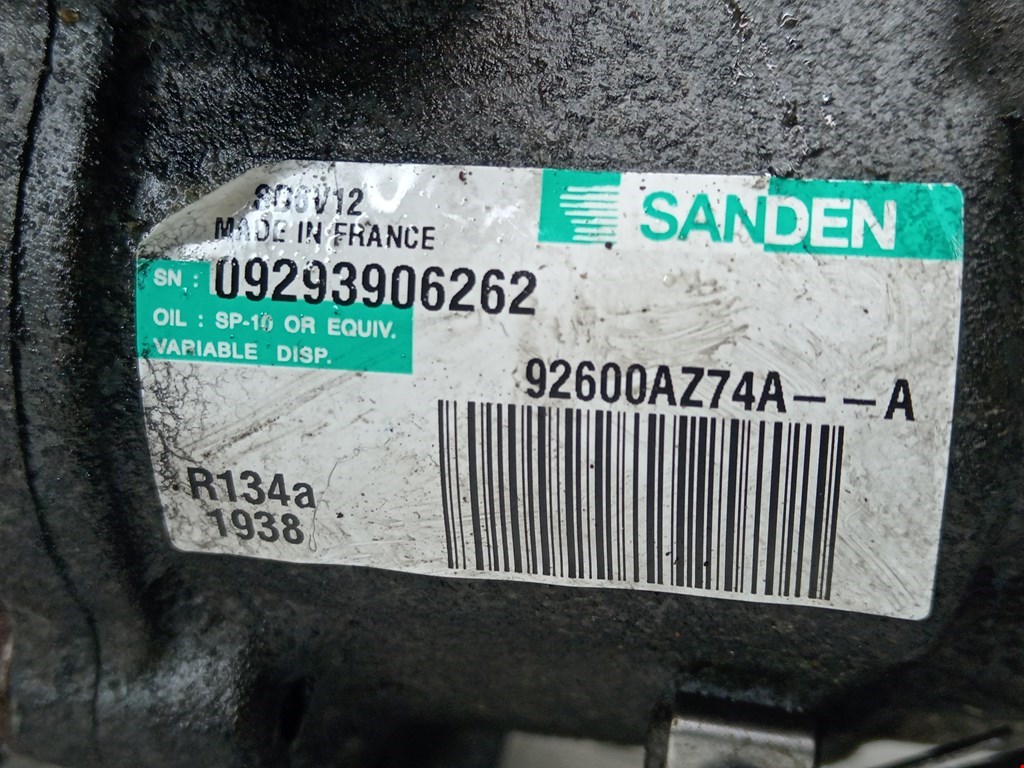 SANDEN
MADE IN FRANCE
SN : 09293906262
OIL : SP-10 OR EQUIV.
VARIABLE DISP.
92600AZ74A---A
R134a
1938